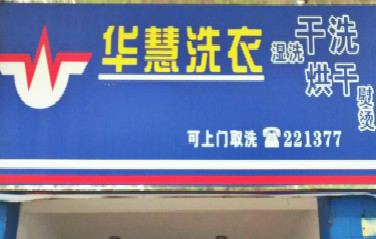 华慧洗衣
湿洗 干洗
烘干 熨烫
可上门取洗 ☎221377